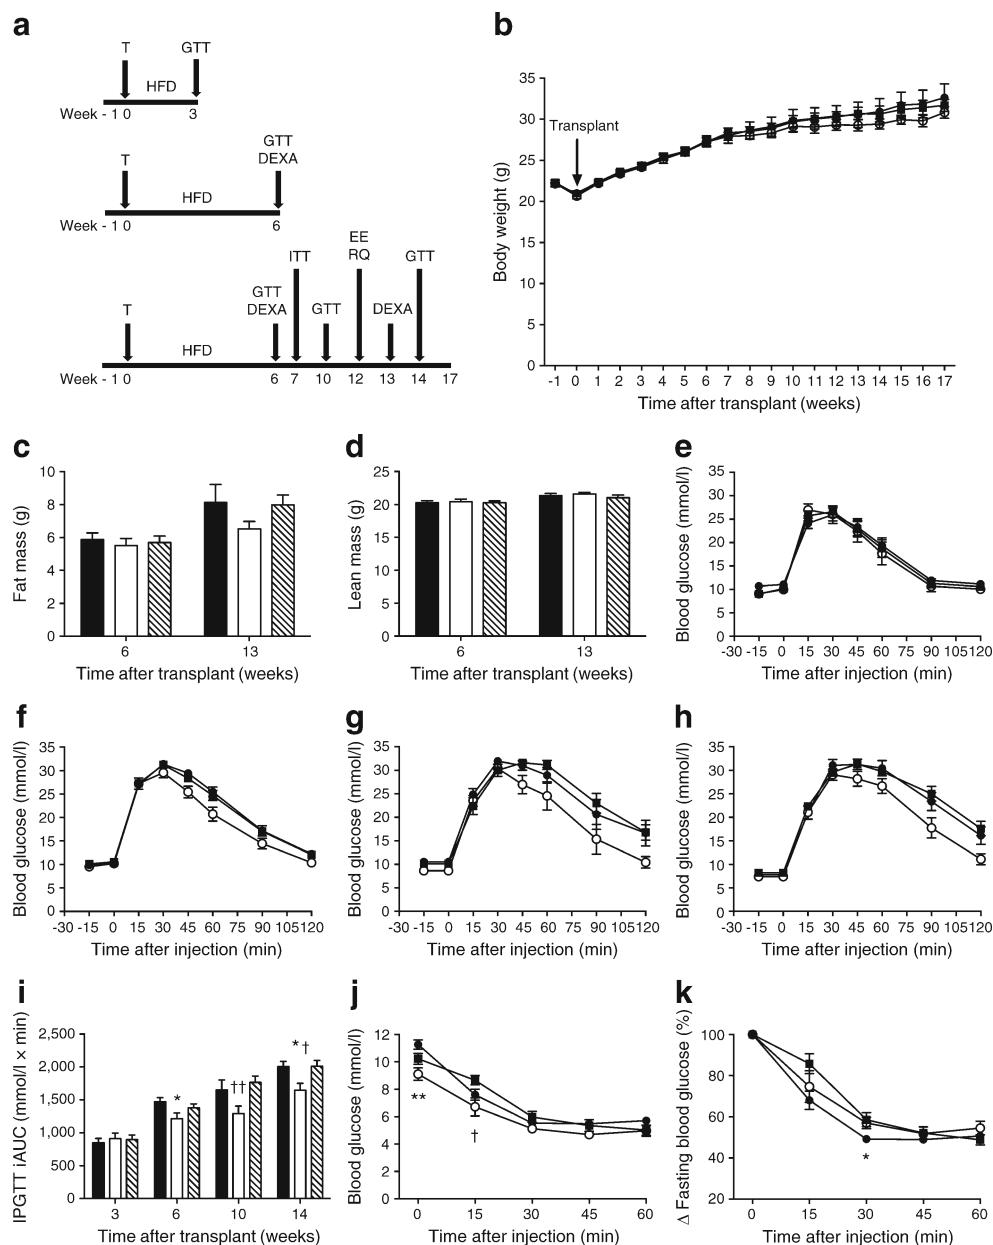 a
T
GTT
HFD
Week - 1 0 3
GTT
T
DEXA
HFD
Week - 1 0 6
EE
ITT RQ GTT
GTT
T DEXA GTT DEXA
HFD
Week - 1 0 6 7 10 12 13 14 17
b
35
30
25
20
15
10
5
0
Body weight (g)
Transplant
-1 0 1 2 3 4 5 6 7 8 9 10 11 12 13 14 15 16 17
Time after transplant (weeks)
c
10
8
6
4
2
0
Fat mass (g)
6 13
Time after transplant (weeks)
d
25
20
15
10
5
0
Lean mass (g)
6 13
Time after transplant (weeks)
e
35
30
25
20
15
10
5
0
Blood glucose (mmol/l)
-30 -15 0 15 30 45 60 75 90 105 120
Time after injection (min)
f
35
30
25
20
15
10
5
0
Blood glucose (mmol/l)
-30 -15 0 15 30 45 60 75 90 105 120
Time after injection (min)
g
35
30
25
20
15
10
5
0
Blood glucose (mmol/l)
-30 -15 0 15 30 45 60 75 90 105 120
Time after injection (min)
h
35
30
25
20
15
10
5
0
Blood glucose (mmol/l)
-30 -15 0 15 30 45 60 75 90 105 120
Time after injection (min)
i
2,500
2,000
1,500
1,000
500
0
IPGTT iAUC (mmol/l × min)
*
††
* †
3 6 10 14
Time after transplant (weeks)
j
12
10
8
6
4
2
0
Blood glucose (mmol/l)
**
†
0 15 30 45 60
Time after injection (min)
k
100
80
60
40
20
Δ Fasting blood glucose (%)
*
0 15 30 45 60
Time after injection (min)